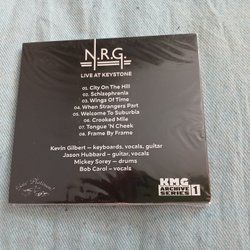 N.R.G
LIVE AT KEYSTONE
01. City On The Hill
02. Schizophrenia
03. Wings Of Time
04. When Strangers Part
05. Welcome To Suburbia
06. Crooked Mile
07. Tongue 'N Cheek
08. Frame By Frame
Kevin Gilbert – keyboards, vocals, guitar
Jason Hubbard – guitar, vocals
Mickey Sorey – drums
Bob Carol – vocals
KMG
ARCHIVE
SERIES 1